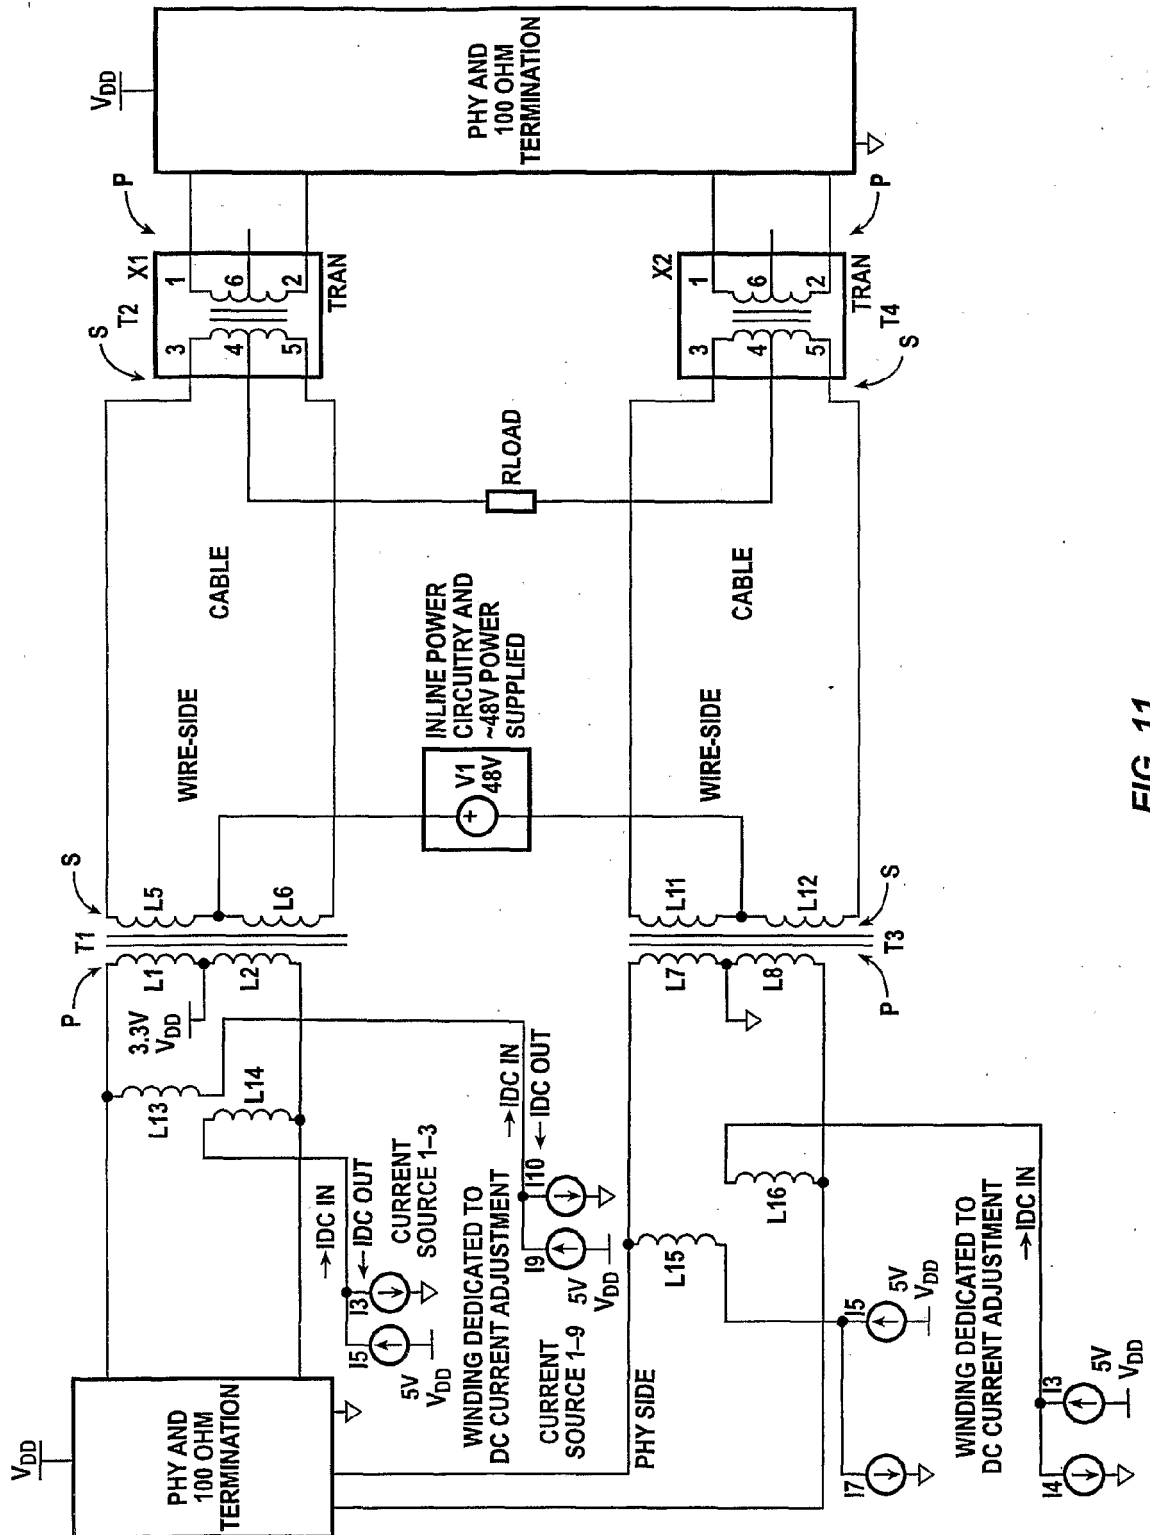 VDD
PHY AND
100 OHM
TERMINATION
P
X1
T2
S
1
6
2
3
4
5
TRAN
P
X2
1
6
2
3
4
5
TRAN
T4
S
RLOAD
CABLE
CABLE
WIRE-SIDE
WIRE-SIDE
INLINE POWER
CIRCUITRY AND
~48V POWER
SUPPLIED
V1
48V
+
S
T1
P
L5
L6
L1
L2
3.3V
VDD
L11
L12
S
T3
P
L7
L8
L13
L14
→IDC IN
←IDC OUT
I10
I9
5V
VDD
WINDING DEDICATED TO
DC CURRENT ADJUSTMENT
CURRENT
SOURCE 1–9
→IDC IN
←IDC OUT
I3
I5
5V
VDD
CURRENT
SOURCE 1–3
L15
L16
PHY SIDE
I5
5V
VDD
I7
WINDING DEDICATED TO
DC CURRENT ADJUSTMENT
→IDC IN
I3
5V
VDD
I4
VDD
PHY AND
100 OHM
TERMINATION
FIG. 11